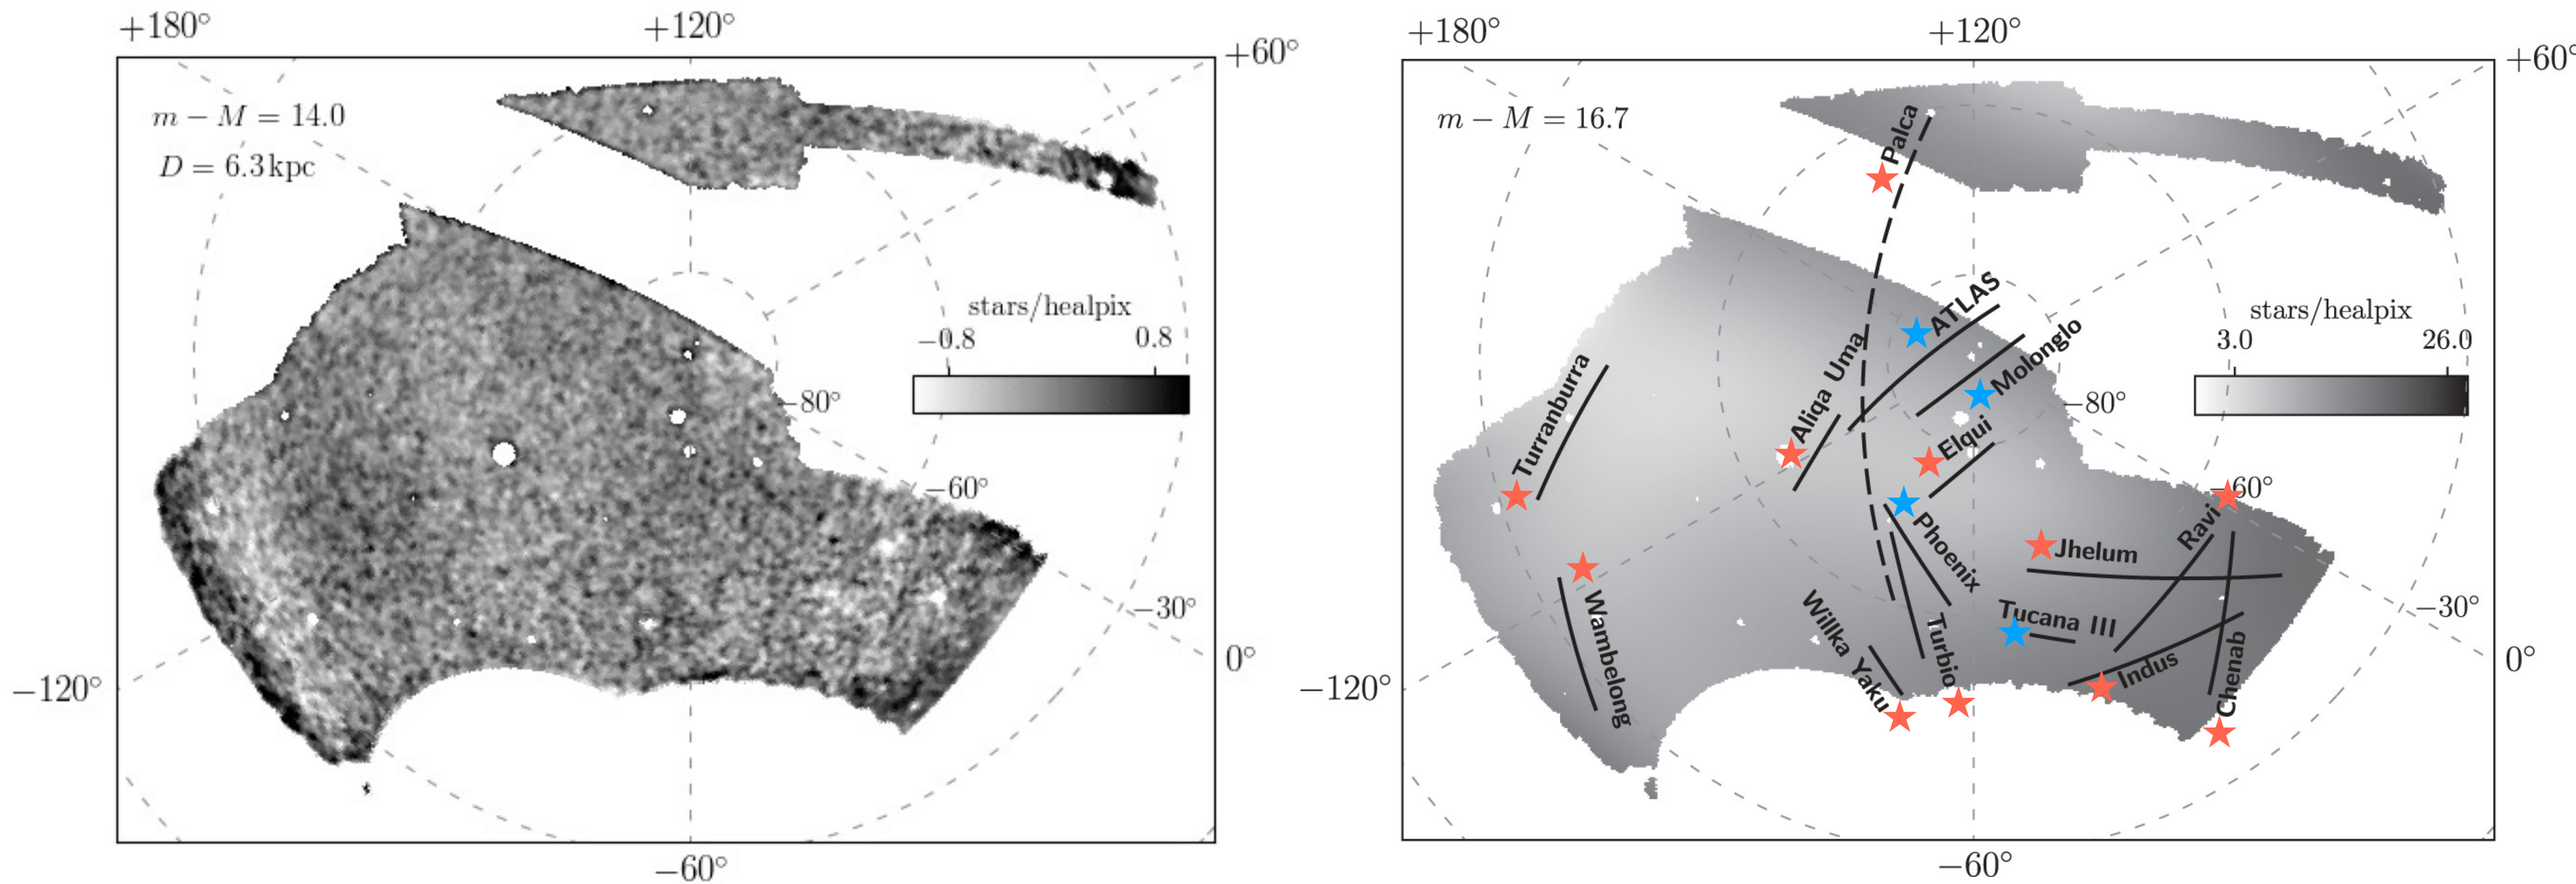 +180°
+120°
+60°
m − M = 14.0
D = 6.3 kpc
stars/healpix
−0.8
0.8
−80°
−60°
−30°
0°
−120°
−60°
+180°
+120°
+60°
m − M = 16.7
Palca
stars/healpix
3.0
26.0
ATLAS
Molonglo
Aliqa Uma
Turranburra
−80°
Elqui
−60°
Phoenix
Ravi
Jhelum
Wambelong
Willka Yaku
Turbio
Tucana III
Indus
Chenab
−30°
0°
−120°
−60°